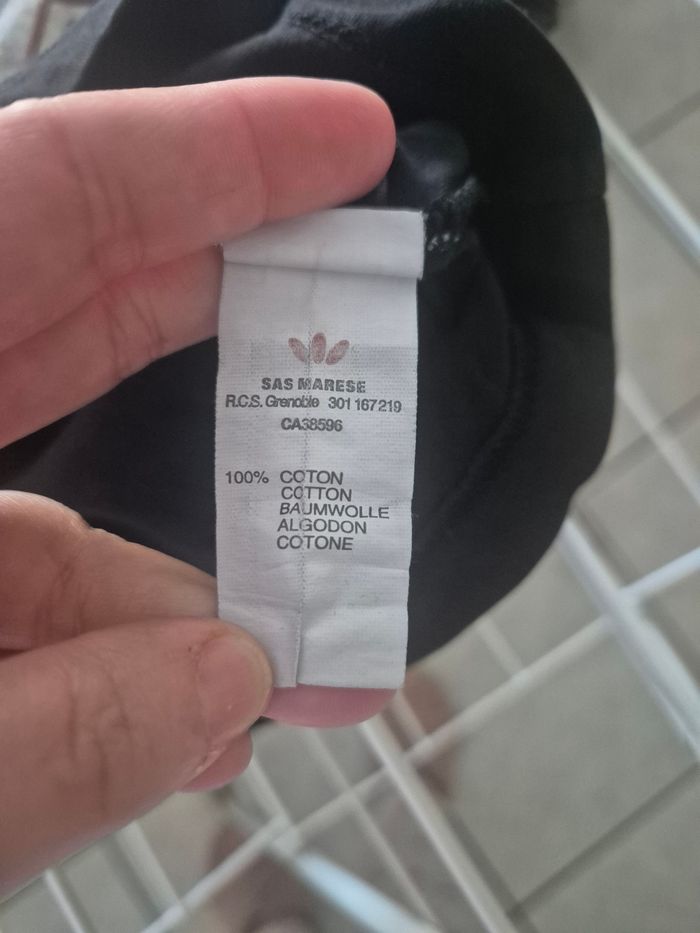 SAS MARESE
R.C.S. Grenoble 301 167 219
CA38596
100% COTON
COTTON
BAUMWOLLE
ALGODON
COTONE